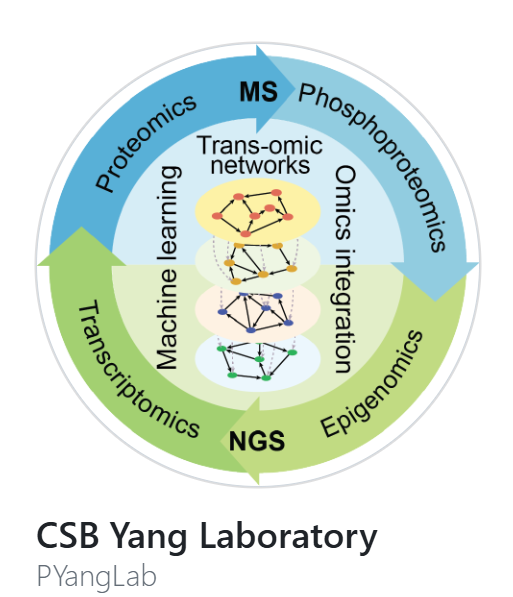 MS
Proteomics
Phosphoproteomics
Trans-omic
networks
Machine learning
Omics integration
Transcriptomics
Epigenomics
NGS
CSB Yang Laboratory
PYangLab